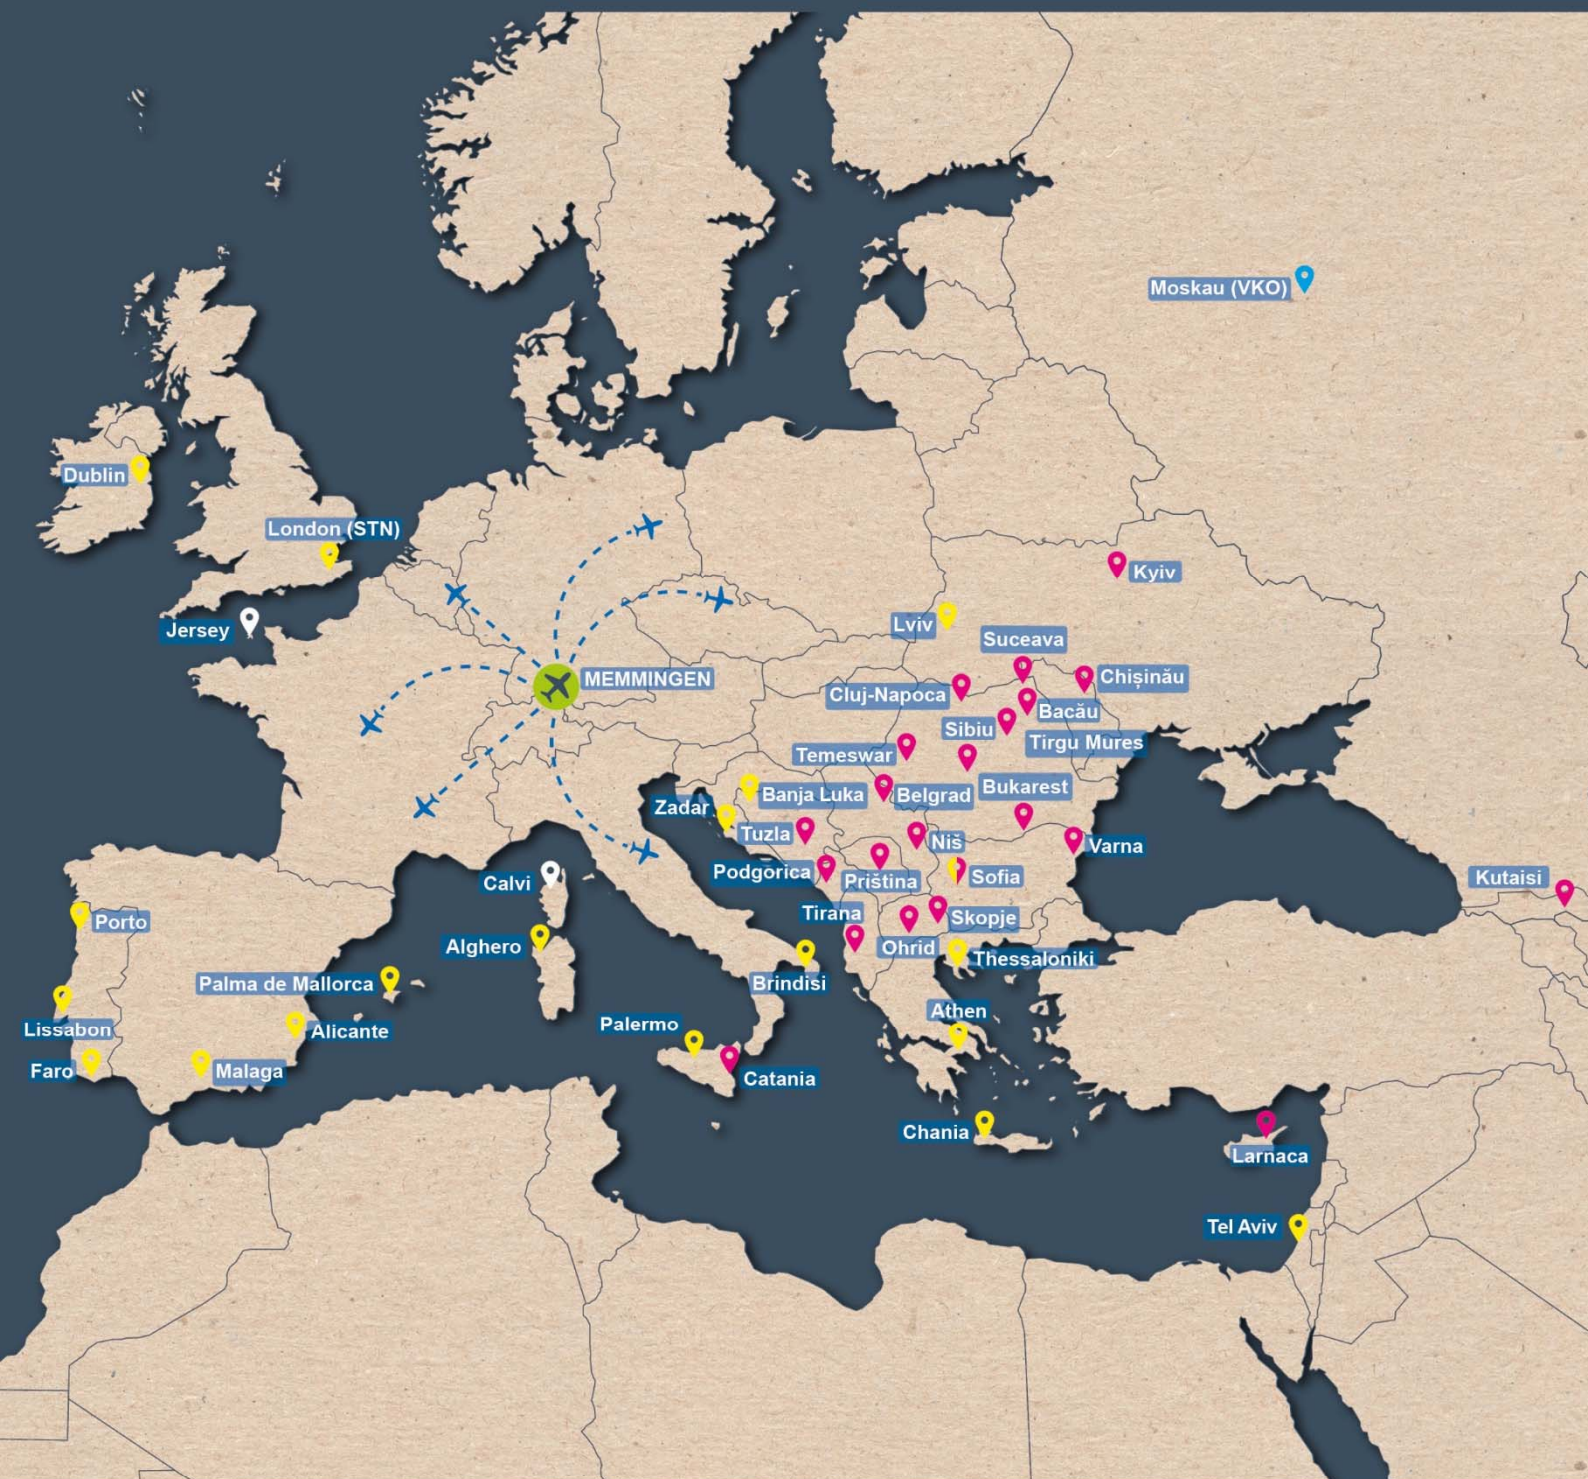 Moskau (VKO)
Dublin
London (STN)
Kyiv
Lviv
Jersey
Suceava
MEMMINGEN
Chișinău
Cluj-Napoca
Bacău
Sibiu
Tirgu Mures
Temeswar
Bukarest
Banja Luka
Belgrad
Zadar
Tuzla
Niš
Varna
Podgorica
Priština
Sofia
Kutaisi
Calvi
Tirana
Skopje
Porto
Alghero
Ohrid
Thessaloniki
Palma de Mallorca
Brindisi
Athen
Lissabon
Alicante
Palermo
Faro
Malaga
Catania
Chania
Larnaca
Tel Aviv